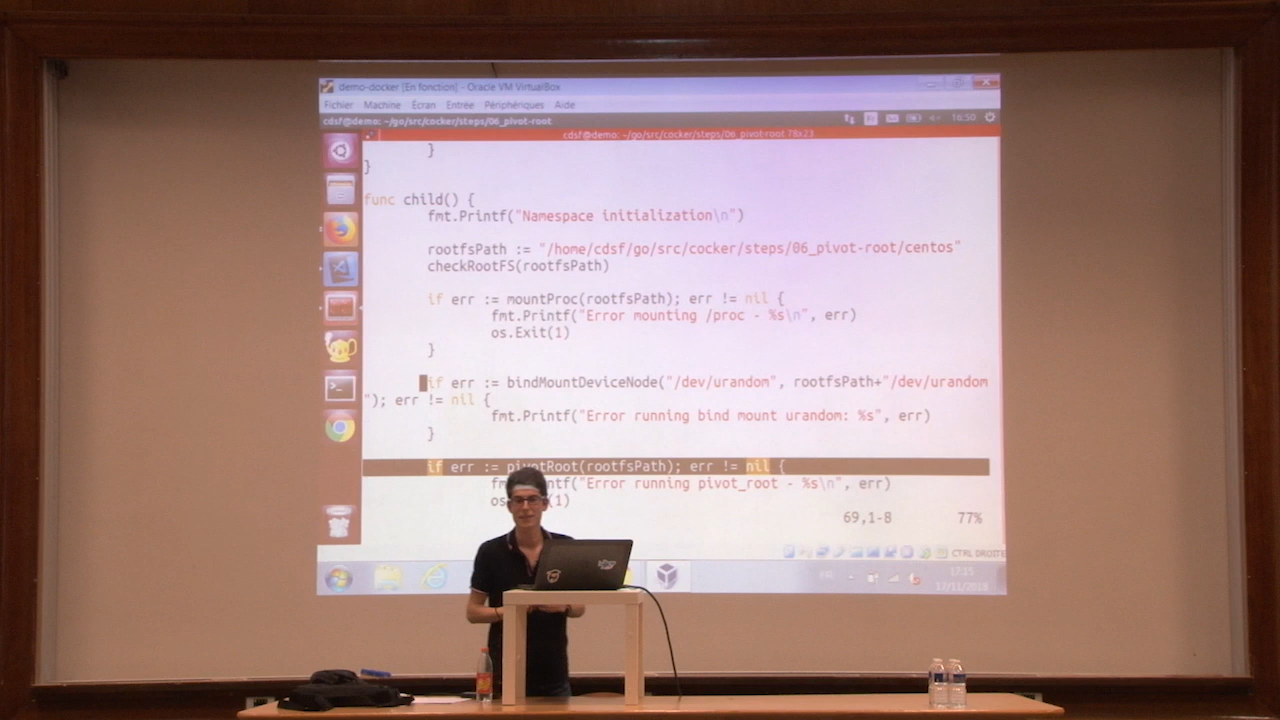 demo-docker [En fonction] - Oracle VM VirtualBox
Fichier Machine Écran Entrée Périphériques Aide
cdsf@demo: ~/go/src/cocker/steps/06_pivot-root
16:50
cdsf@demo: ~/go/src/cocker/steps/06_pivot-root 78x23
}
}
func child() {
fmt.Printf("Namespace initialization\n")
rootfsPath := "/home/cdsf/go/src/cocker/steps/06_pivot-root/centos"
checkRootFS(rootfsPath)
if err := mountProc(rootfsPath); err != nil {
fmt.Printf("Error mounting /proc - %s\n", err)
os.Exit(1)
}
if err := bindMountDeviceNode("/dev/urandom", rootfsPath+"/dev/urandom
"); err != nil {
fmt.Printf("Error running bind mount urandom: %s", err)
}
if err := pivotRoot(rootfsPath); err != nil {
ntf("Error running pivot_root - %s\n", err)
os (1)
69,1-8 77%
CTRL DROITE
FR
17:15
17/11/2018